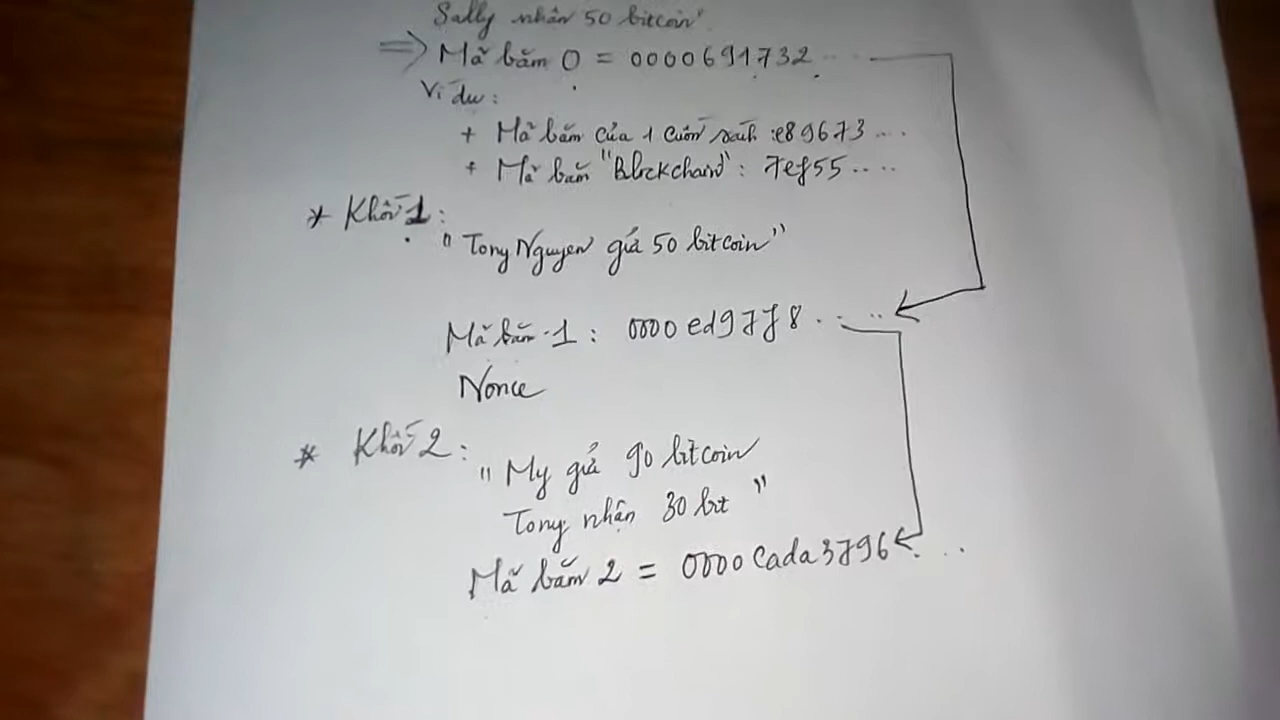 Sally nhân 50 bitcoin"
=> Mã băm 0 = 0000691732 ....
Ví dụ:
+ Mã băm của 1 cuốn sách: e89673....
+ Mã băm "Blockchain": 7ef55....
* Khối 1:
"Tony Nguyen gửi 50 bitcoin"
Mã băm 1: 0000ed97f8....
Nonce
* Khối 2:
"My gửi 90 bitcoin
Tony nhận 30 bit"
Mã băm 2 = 0000cada3796...